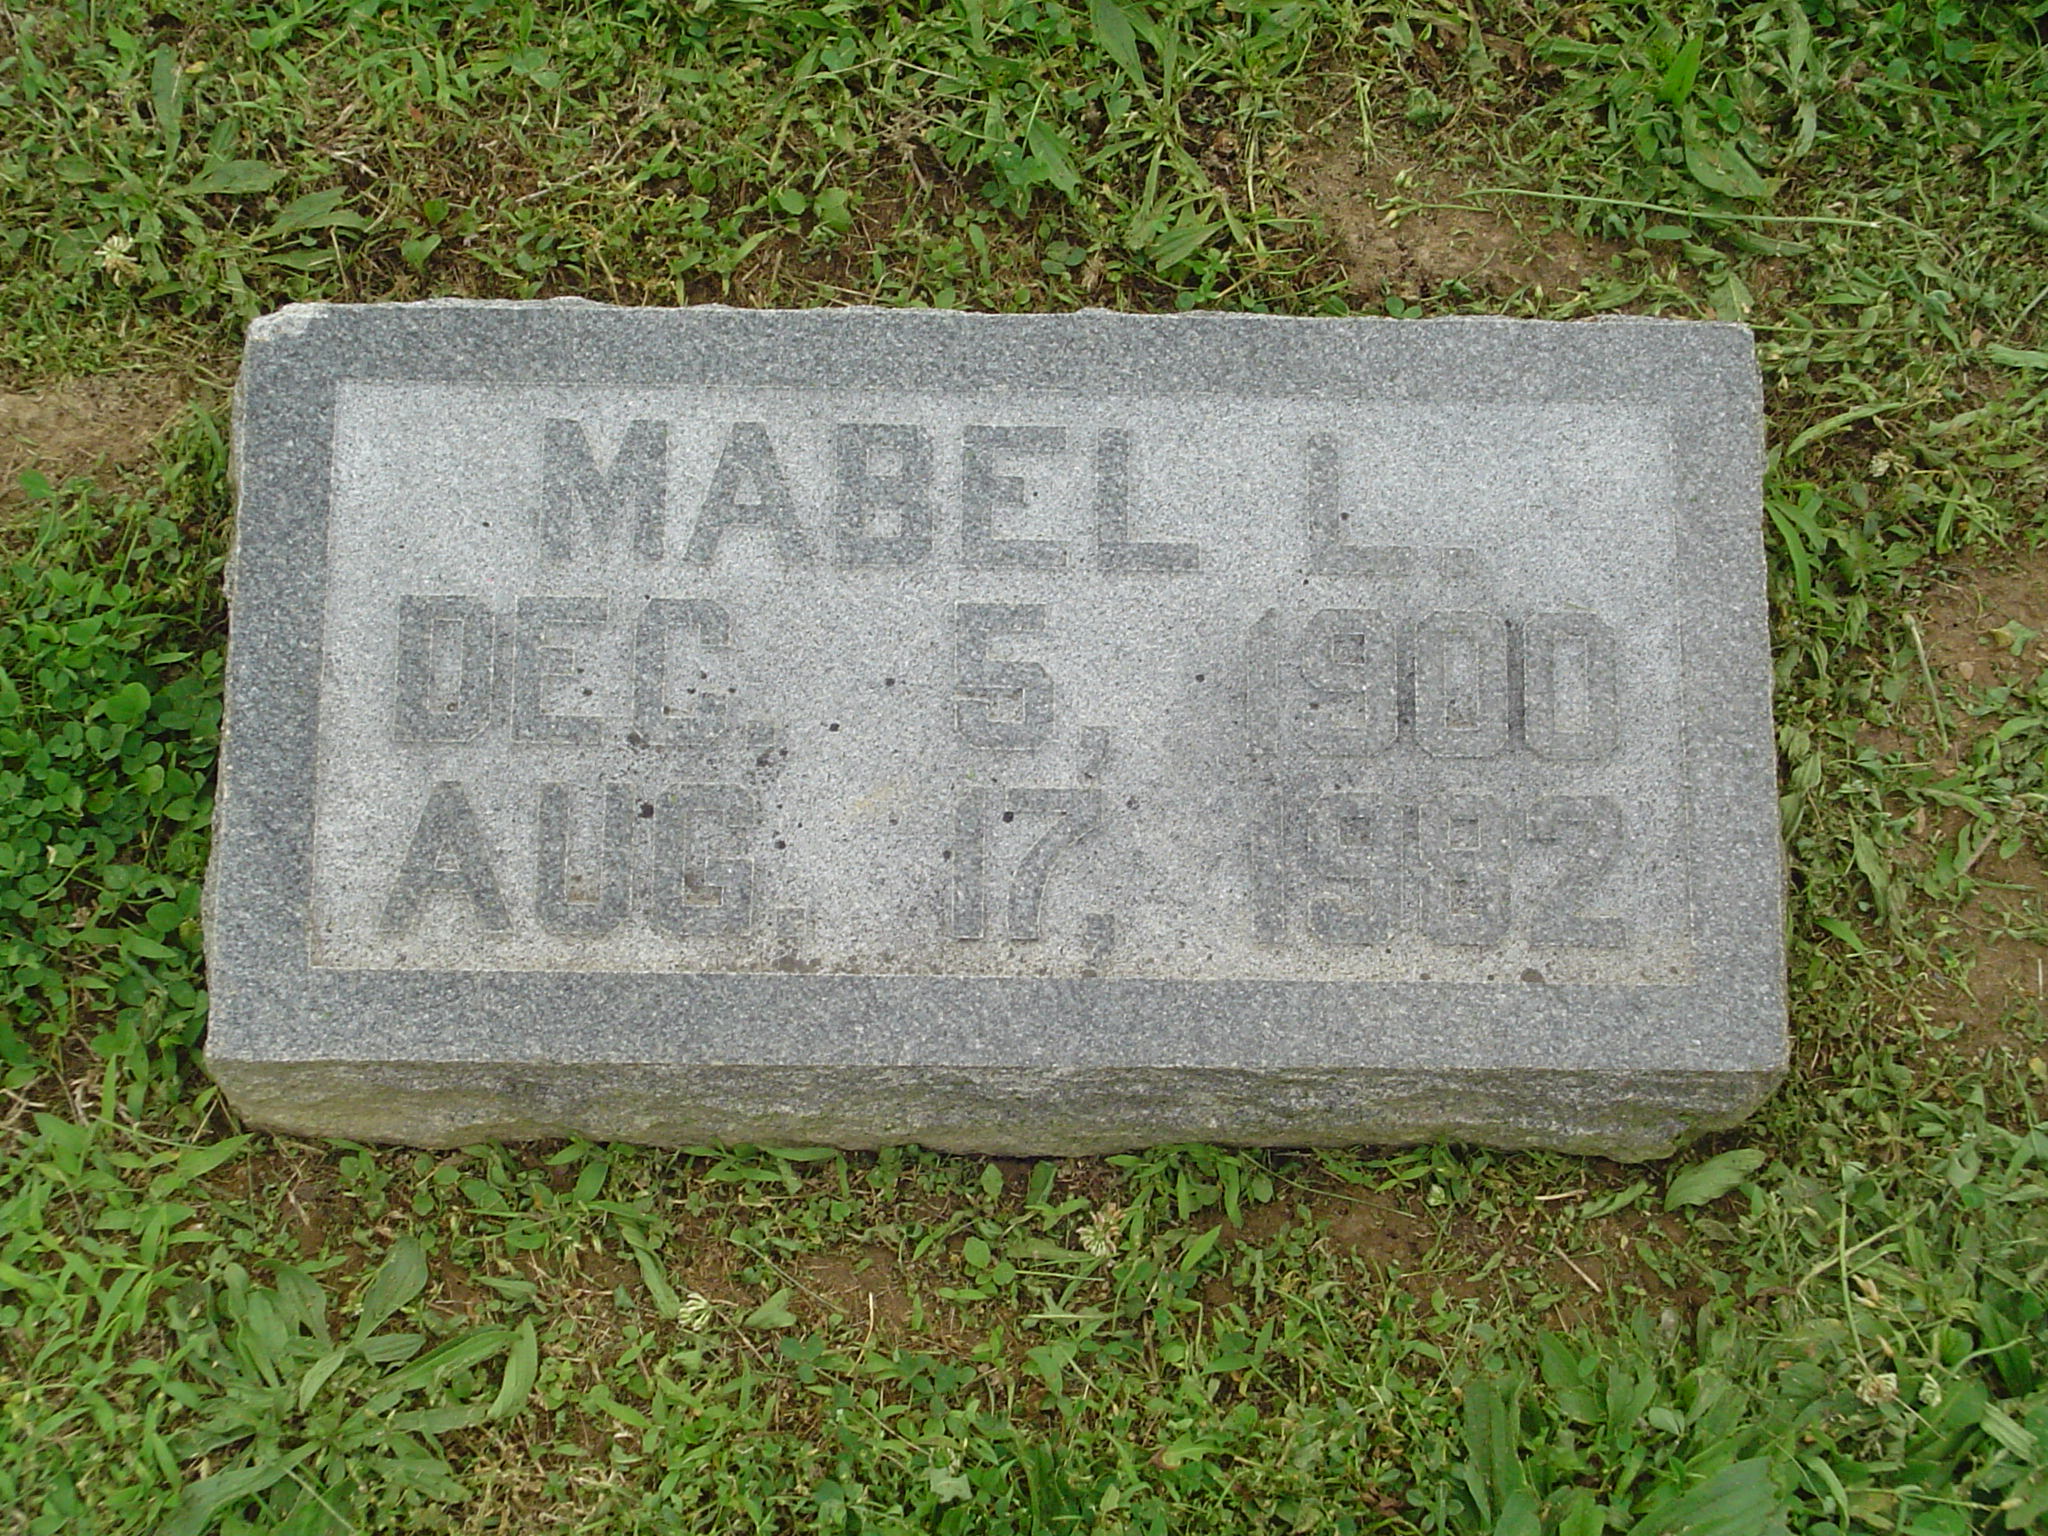 MABEL L.
DEC. 5, 1900
AUG. 17, 1982